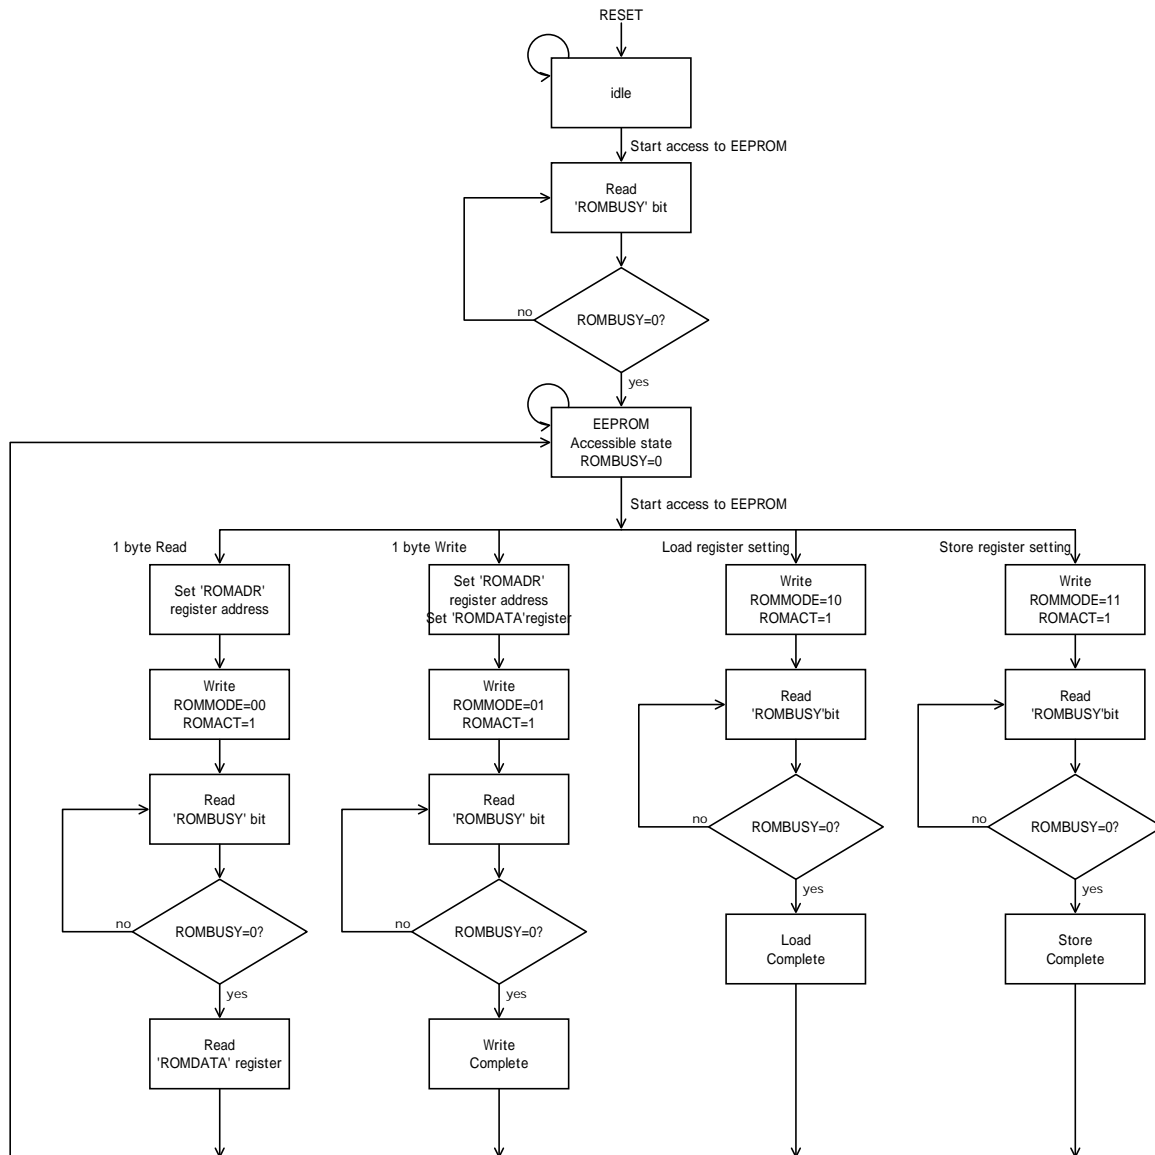 RESET
idle
Start access to EEPROM
Read
'ROMBUSY' bit
no
ROMBUSY=0?
yes
EEPROM
Accessible state
ROMBUSY=0
Start access to EEPROM
1 byte Read
Set 'ROMADR'
register address
Write
ROMMODE=00
ROMACT=1
Read
'ROMBUSY' bit
no
ROMBUSY=0?
yes
Read
'ROMDATA' register
1 byte Write
Set 'ROMADR'
register address
Set 'ROMDATA'register
Write
ROMMODE=01
ROMACT=1
Read
'ROMBUSY' bit
no
ROMBUSY=0?
yes
Write
Complete
Load register setting
Write
ROMMODE=10
ROMACT=1
Read
'ROMBUSY'bit
no
ROMBUSY=0?
yes
Load
Complete
Store register setting
Write
ROMMODE=11
ROMACT=1
Read
'ROMBUSY'bit
no
ROMBUSY=0?
yes
Store
Complete